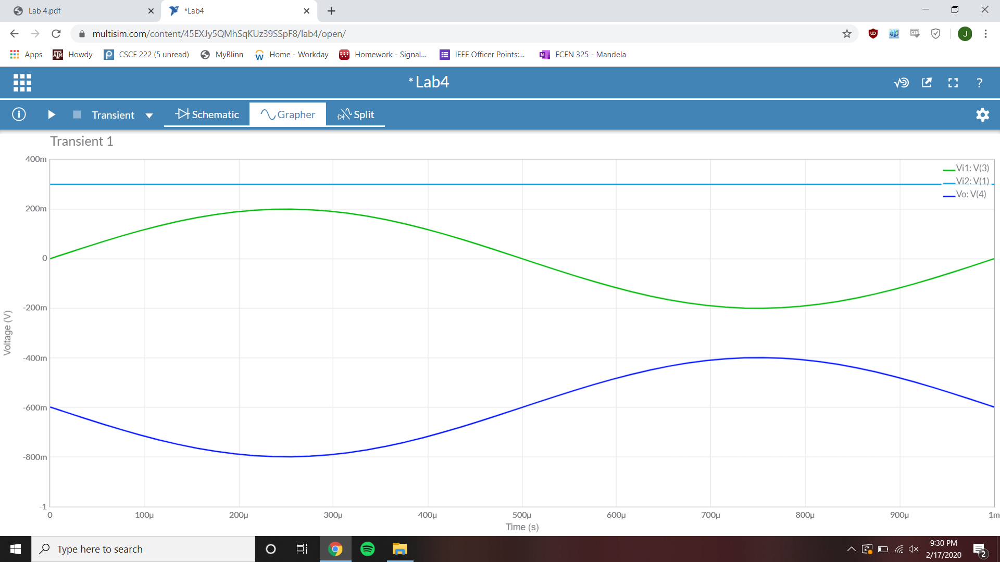 Lab 4.pdf
*Lab4
multisim.com/content/45EXJy5QMhSqKUz39SSpF8/lab4/open/
UD
CSS
J
Apps
Howdy
CSCE 222 (5 unread)
MyBlinn
Home - Workday
Homework - Signal...
IEEE Officer Points:...
ECEN 325 - Mandela
*Lab4
?
Transient
Schematic
Grapher
Split
Transient 1
400m
200m
0
-200m
-400m
-600m
-800m
-1
Voltage (V)
Vi1: V(3)
Vi2: V(1)
Vo: V(4)
0
100µ
200µ
300µ
400µ
500µ
600µ
700µ
800µ
900µ
1m
Time (s)
Type here to search
9:30 PM
2/17/2020
2